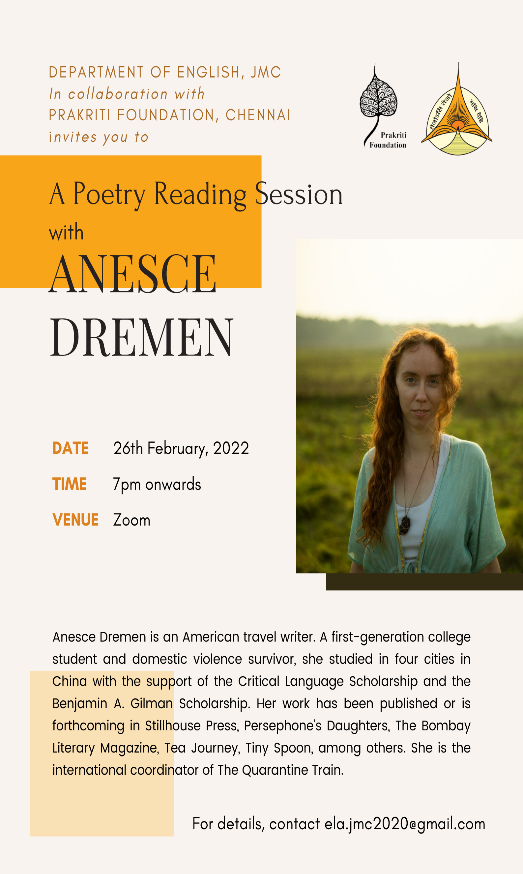 DEPARTMENT OF ENGLISH, JMC
In collaboration with
PRAKRITI FOUNDATION, CHENNAI
invites you to
Prakriti
Foundation
A Poetry Reading Session
with
ANESCE
DREMEN
DATE 26th February, 2022
TIME 7pm onwards
VENUE Zoom
Anesce Dremen is an American travel writer. A first-generation college
student and domestic violence survivor, she studied in four cities in
China with the support of the Critical Language Scholarship and the
Benjamin A. Gilman Scholarship. Her work has been published or is
forthcoming in Stillhouse Press, Persephone's Daughters, The Bombay
Literary Magazine, Tea Journey, Tiny Spoon, among others. She is the
international coordinator of The Quarantine Train.
For details, contact ela.jmc2020@gmail.com